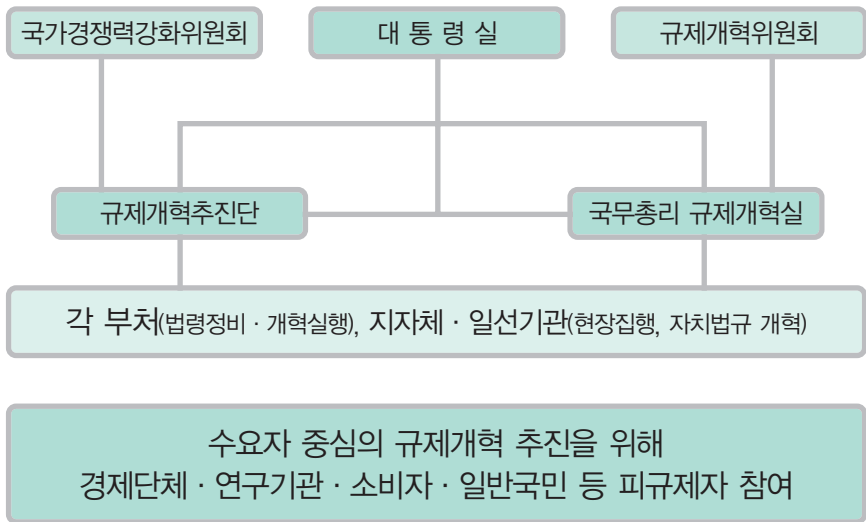 국가경쟁력강화위원회
대 통 령 실
규제개혁위원회
규제개혁추진단
국무총리 규제개혁실
각 부처(법령정비 · 개혁실행), 지자체 · 일선기관(현장집행, 자치법규 개혁)
수요자 중심의 규제개혁 추진을 위해
경제단체 · 연구기관 · 소비자 · 일반국민 등 피규제자 참여